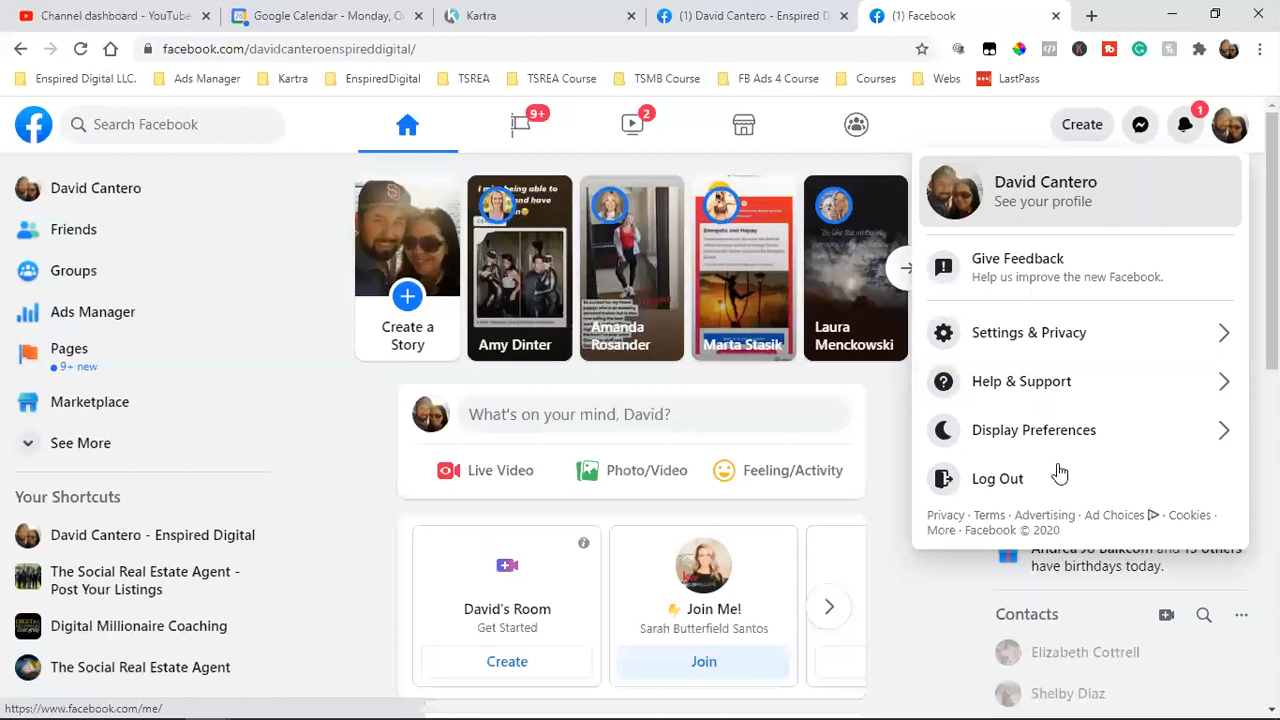 Channel dashboard - YouTube
Google Calendar - Monday, O
Kartra
(1) David Cantero - Enspired D
(1) Facebook
facebook.com/davidcanteroenspireddigital/
Enspired Digital LLC.
Ads Manager
Kartra
EnspiredDigital
TSREA
TSREA Course
TSMB Course
FB Ads 4 Course
Courses
Webs
LastPass
Search Facebook
9+
2
Create
1
David Cantero
Friends
Groups
Ads Manager
Pages
9+ new
Marketplace
See More
Your Shortcuts
David Cantero - Enspired Digital
The Social Real Estate Agent -
Post Your Listings
Digital Millionaire Coaching
The Social Real Estate Agent
https://www.facebook.com/me/
Create a
Story
Amy Dinter
Amanda
Rosander
Energetic and Happy
Marta Stasik
Laura
Menckowski
What's on your mind, David?
Live Video
Photo/Video
Feeling/Activity
David's Room
Get Started
Create
Join Me!
Sarah Butterfield Santos
Join
David Cantero
See your profile
Give Feedback
Help us improve the new Facebook.
Settings & Privacy
Help & Support
Display Preferences
Log Out
Privacy · Terms · Advertising · Ad Choices · Cookies ·
More · Facebook © 2020
have birthdays today.
Contacts
Elizabeth Cottrell
Shelby Diaz